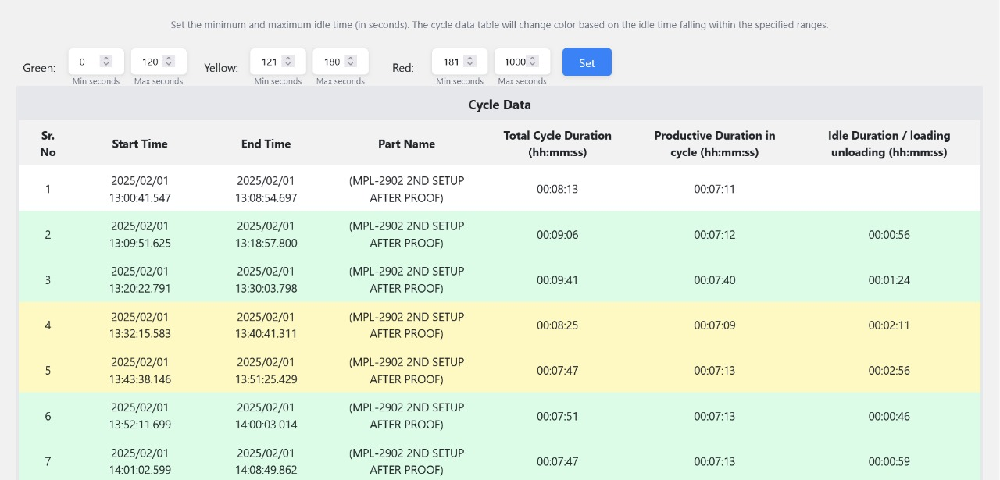 Set the minimum and maximum idle time (in seconds). The cycle data table will change color based on the idle time falling within the specified ranges.
Green: 0 120 Yellow: 121 180 Red: 181 1000 Set
Min seconds Max seconds Min seconds Max seconds Min seconds Max seconds
Cycle Data
Sr. Total Cycle Duration Productive Duration in Idle Duration / loading
Start Time End Time Part Name
No (hh:mm:ss) cycle (hh:mm:ss) unloading (hh:mm:ss)
2025/02/01 2025/02/01 (MPL-2902 2ND SETUP
1 00:08:13 00:07:11
13:00:41.547 13:08:54.697 AFTER PROOF)
2025/02/01 2025/02/01 (MPL-2902 2ND SETUP
2 00:09:06 00:07:12 00:00:56
13:09:51.625 13:18:57.800 AFTER PROOF)
2025/02/01 2025/02/01 (MPL-2902 2ND SETUP
3 00:09:41 00:07:40 00:01:24
13:20:22.791 13:30:03.798 AFTER PROOF)
2025/02/01 2025/02/01 (MPL-2902 2ND SETUP
4 00:08:25 00:07:09 00:02:11
13:32:15.583 13:40:41.311 AFTER PROOF)
2025/02/01 2025/02/01 (MPL-2902 2ND SETUP
5 00:07:47 00:07:13 00:02:56
13:43:38.146 13:51:25.429 AFTER PROOF)
2025/02/01 2025/02/01 (MPL-2902 2ND SETUP
6 00:07:51 00:07:13 00:00:46
13:52:11.699 14:00:03.014 AFTER PROOF)
2025/02/01 2025/02/01 (MPL-2902 2ND SETUP
7 00:07:47 00:07:13 00:00:59
14:01:02.599 14:08:49.862 AFTER PROOF)